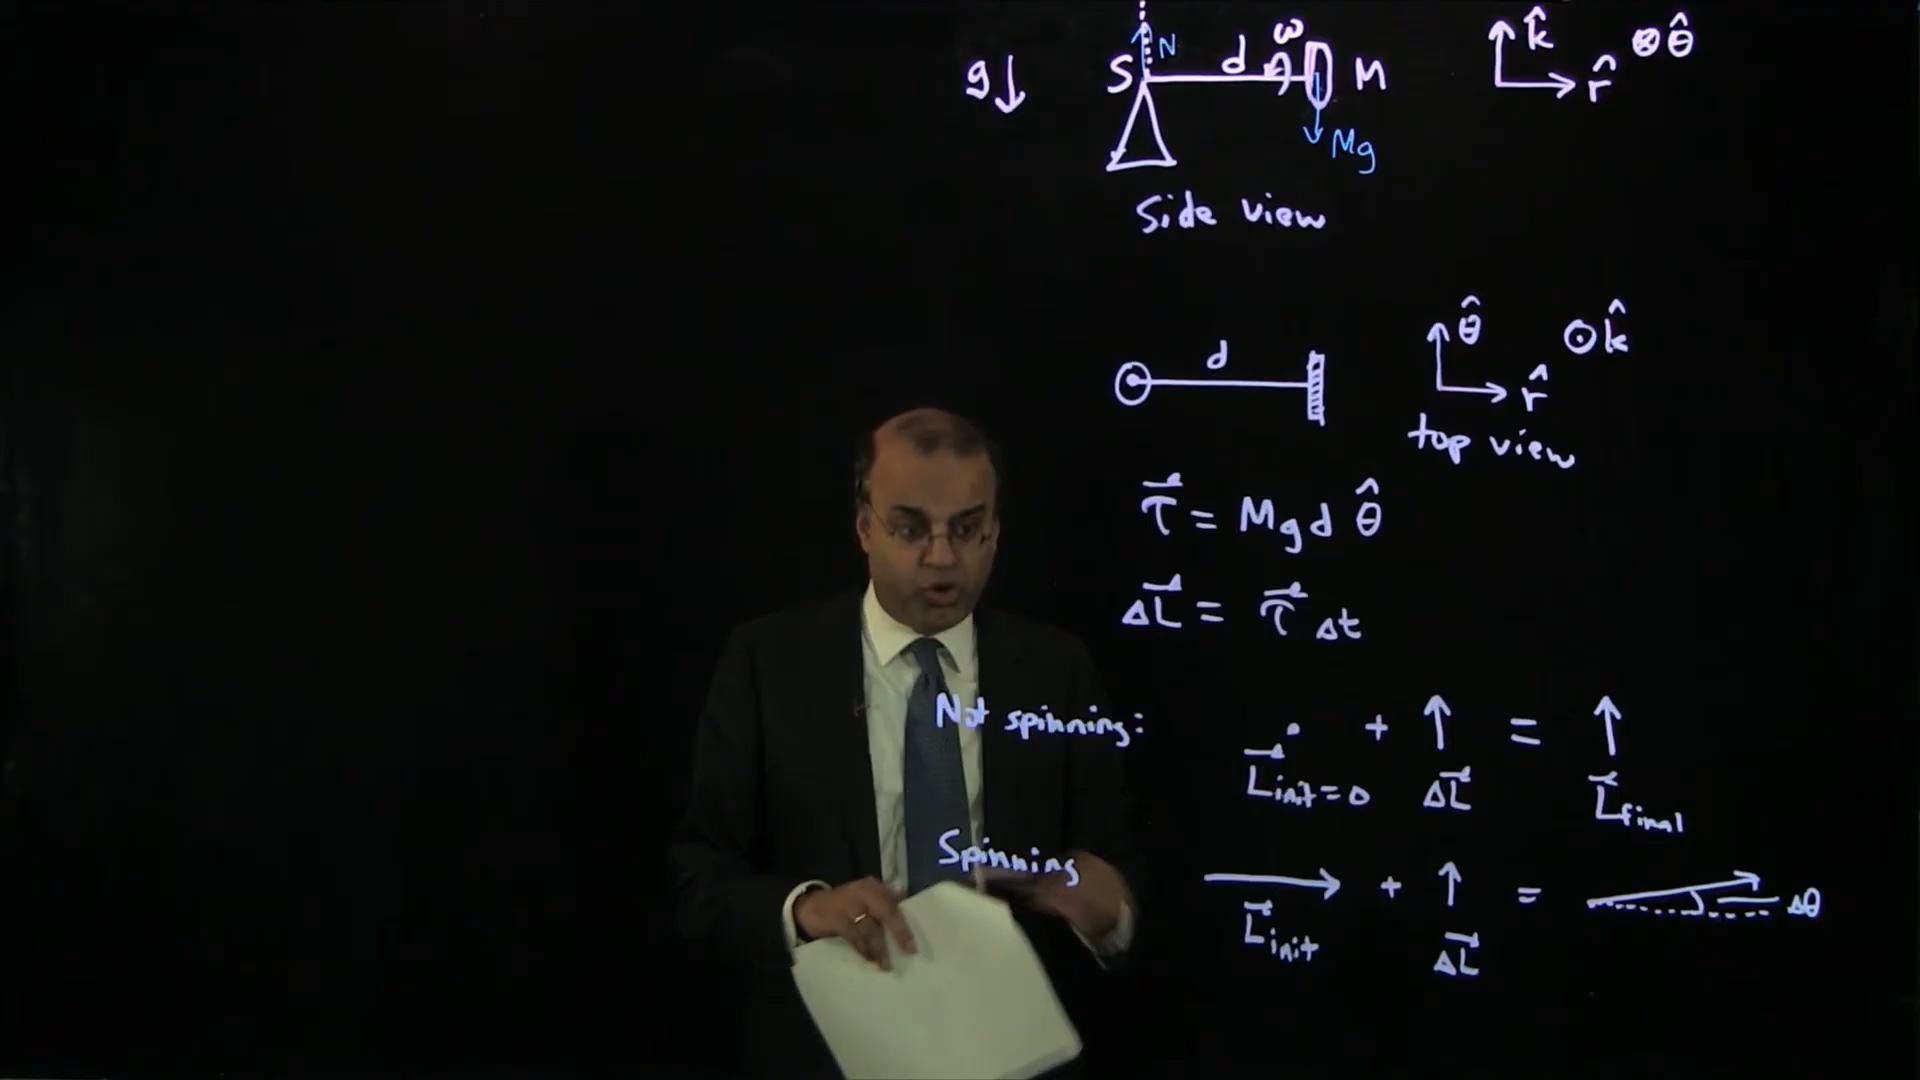 N
ω
k̂
⊗ θ̂
g↓
S
d
M
r̂
Mg
Side view
d
θ̂
⊙ k̂
r̂
top view
τ⃗ = Mgd θ̂
ΔL⃗ = τ⃗ Δt
Not spinning: • + ↑ = ↑
L⃗init = 0 ΔL⃗ L⃗final
Spinning → + ↑ = Δθ
L⃗init ΔL⃗